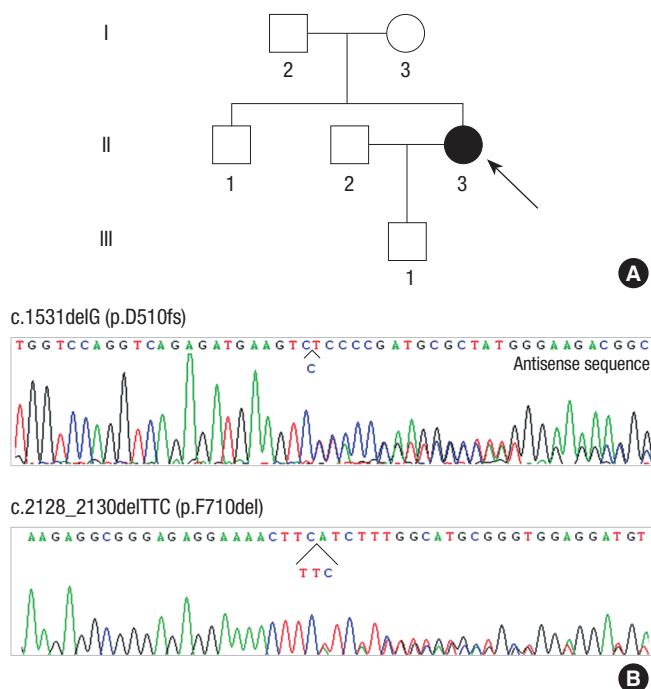 I
2 3
II
1 2 3
III
1
A
c.1531delG (p.D510fs)
TGGTCCAGGTCAGAGATGAAGTCTCCCCGATGCGCTATGGGAAGACGGC
C
Antisense sequence
c.2128_2130delTTC (p.F710del)
AAGAGGCGGGAGAGGAAAACTTCATCTTTGGCATGCGGGTGGAGGATGT
TTC
B